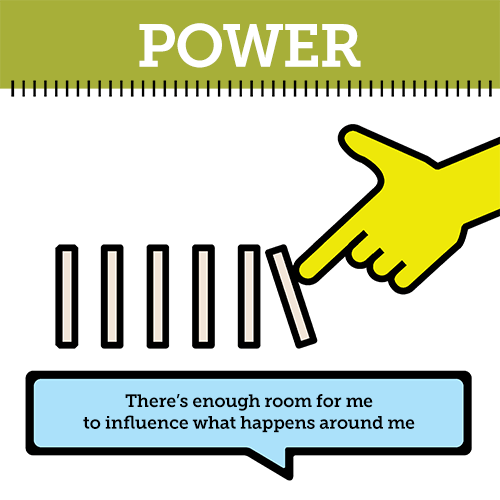 POWER
There's enough room for me
to influence what happens around me